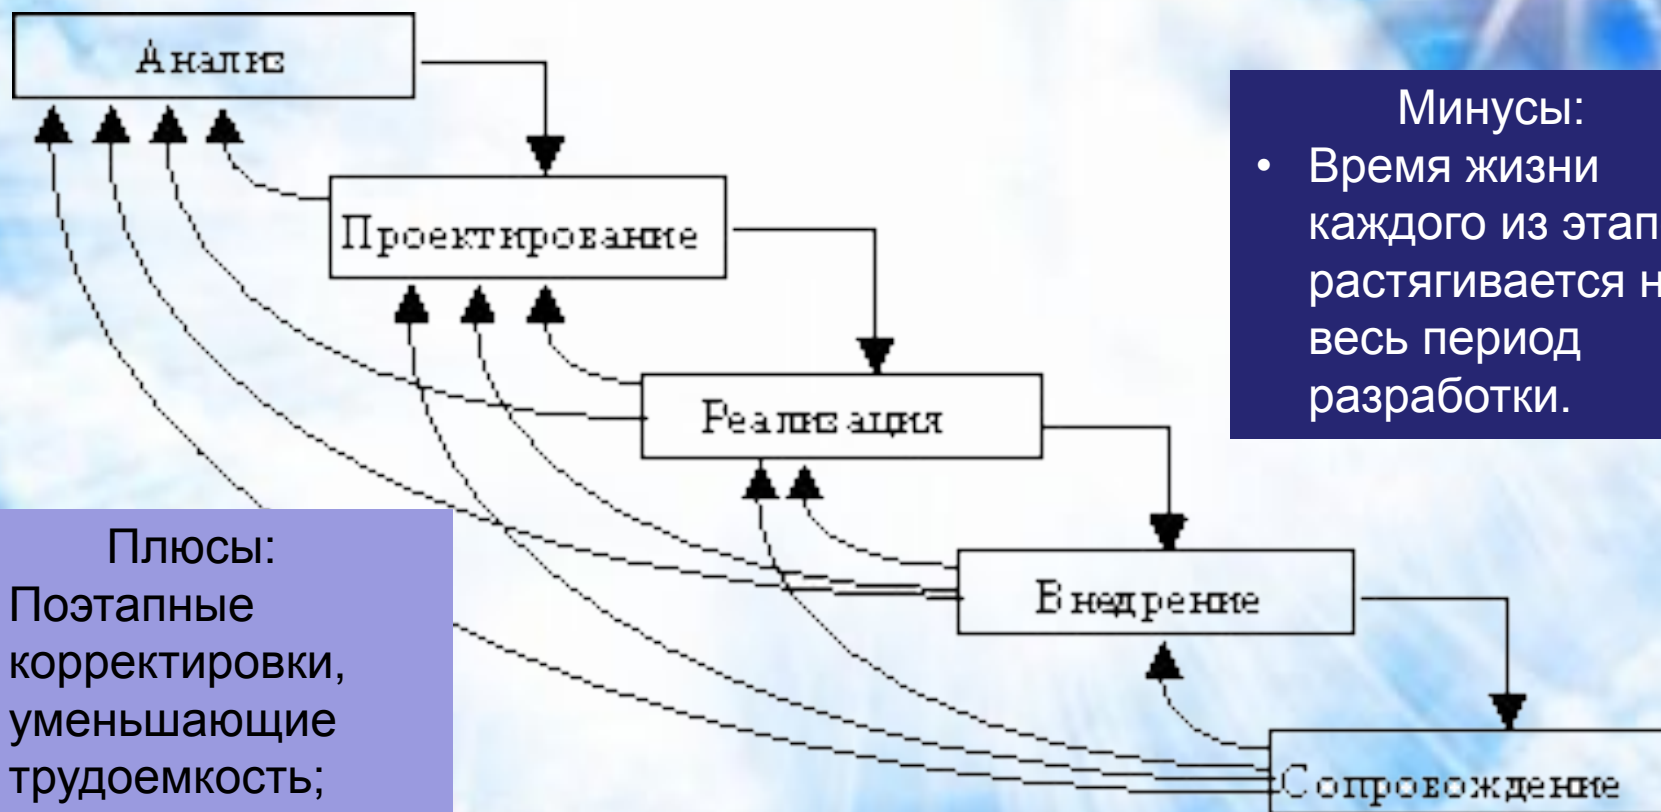 Анализ
Проектирование
Реализация
Внедрение
Сопровождение
Минусы:
• Время жизни
каждого из этап
растягивается н
весь период
разработки.
Плюсы:
Поэтапные
корректировки,
уменьшающие
трудоемкость;